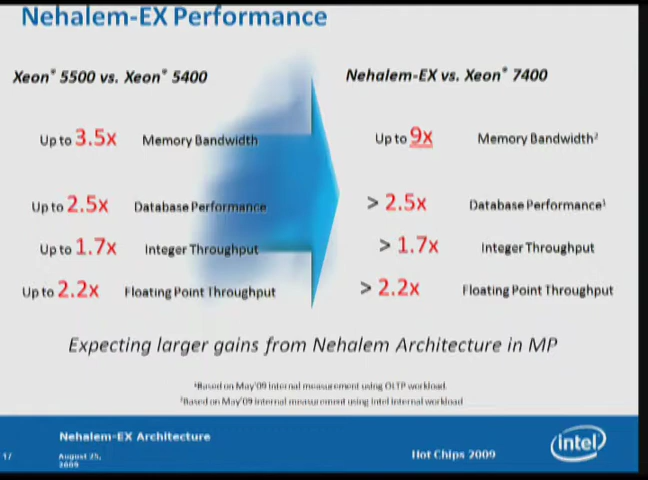 Nehalem-EX Performance
Xeon* 5500 vs. Xeon* 5400
Up to 3.5x Memory Bandwidth
Up to 2.5x Database Performance
Up to 1.7x Integer Throughput
Up to 2.2x Floating Point Throughput
Nehalem-EX vs. Xeon* 7400
Up to 9x Memory Bandwidth²
> 2.5x Database Performance¹
> 1.7x Integer Throughput
> 2.2x Floating Point Throughput
Expecting larger gains from Nehalem Architecture in MP
¹Based on May'09 internal measurement using OLTP workload.
²Based on May'09 internal measurement using Intel internal workload
Nehalem-EX Architecture
17
August 25,
2009
Hot Chips 2009
intel